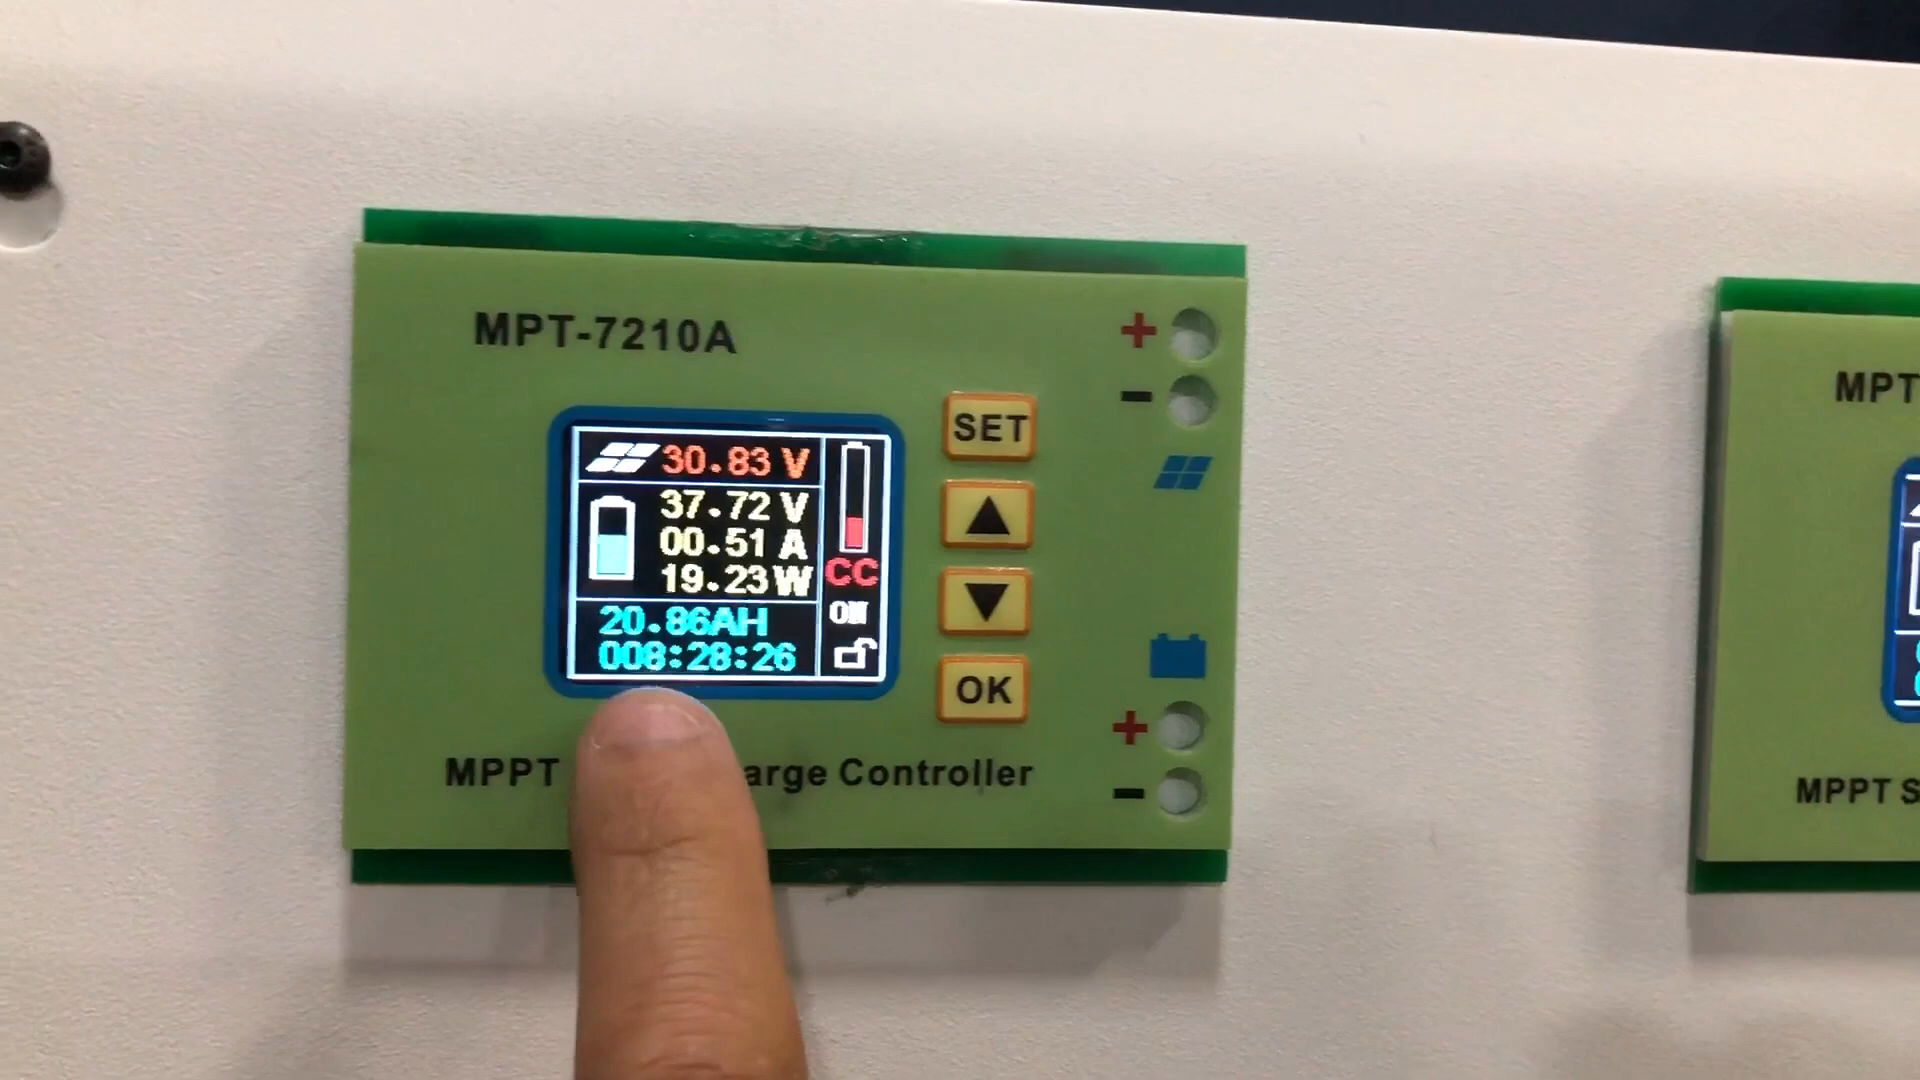 MPT-7210A
30.83 V
37.72 V
00.51 A
19.23 W
20.86AH
008:28:26
CC
ON
SET
OK
+
-
+
-
MPPT arge Controller
MPT
MPPT S